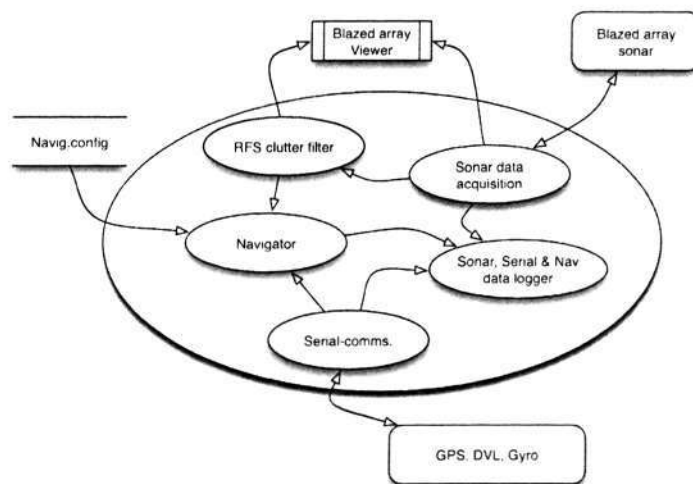 Blazed array
Viewer
Blazed array
sonar
Navig.config
RFS clutter filter
Sonar data
acquisition
Navigator
Sonar, Serial & Nav
data logger
Serial-comms.
GPS. DVL, Gyro